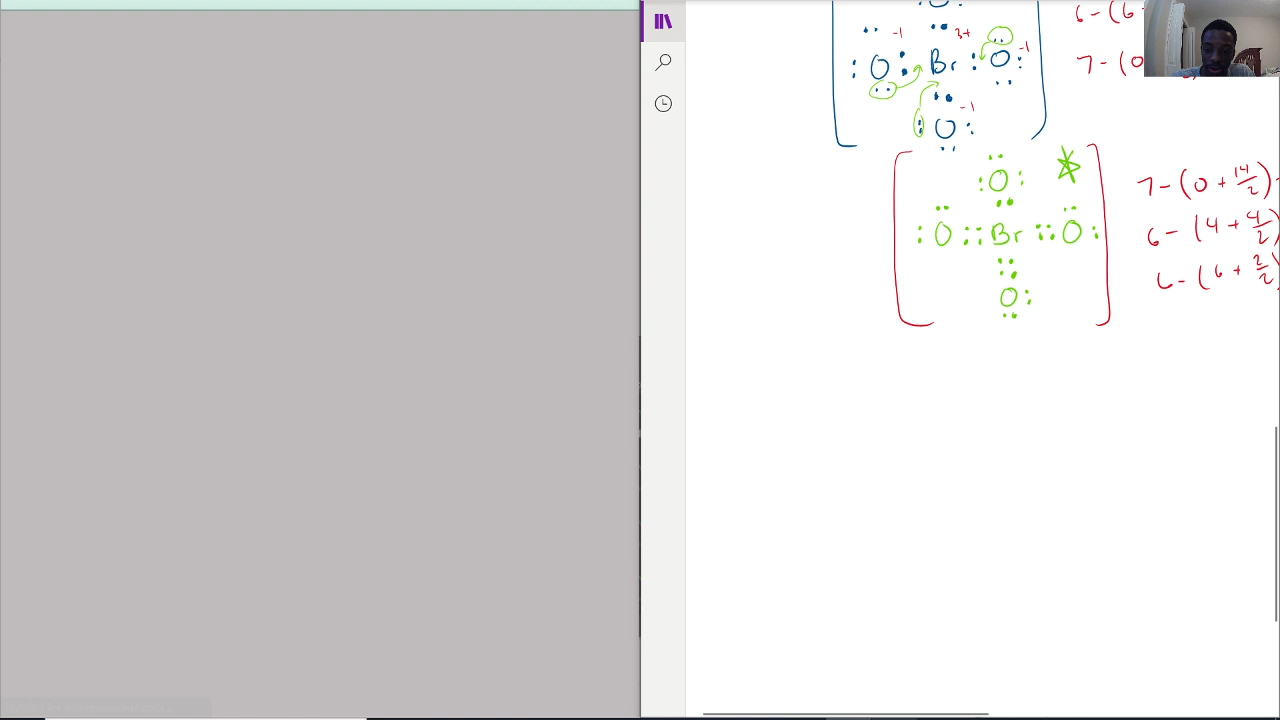 6-(6
-1 3+
O Br O -1 7-(0
-1
O
O 7-(0+14/2)
O Br O 6-(4+4/2)
O 6-(6+2/2)